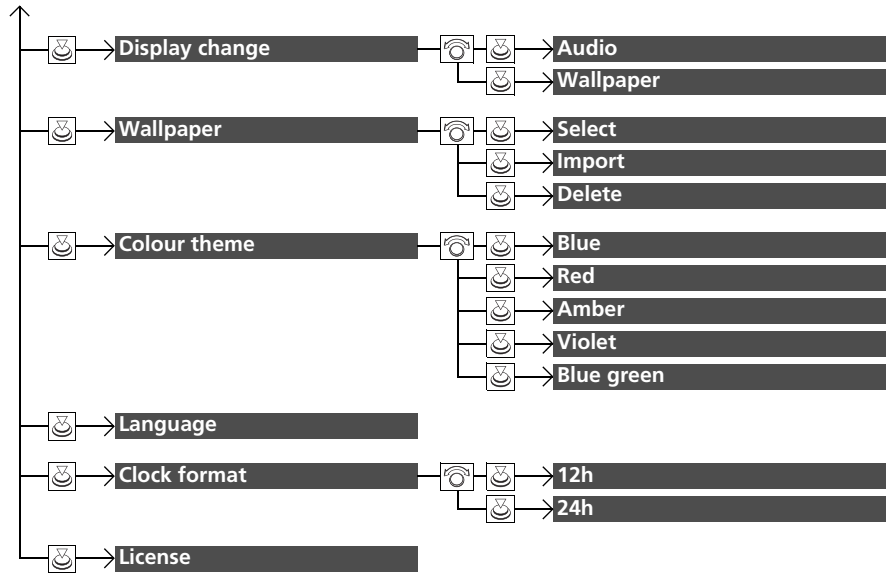 Display change
Audio
Wallpaper
Wallpaper
Select
Import
Delete
Colour theme
Blue
Red
Amber
Violet
Blue green
Language
Clock format
12h
24h
License